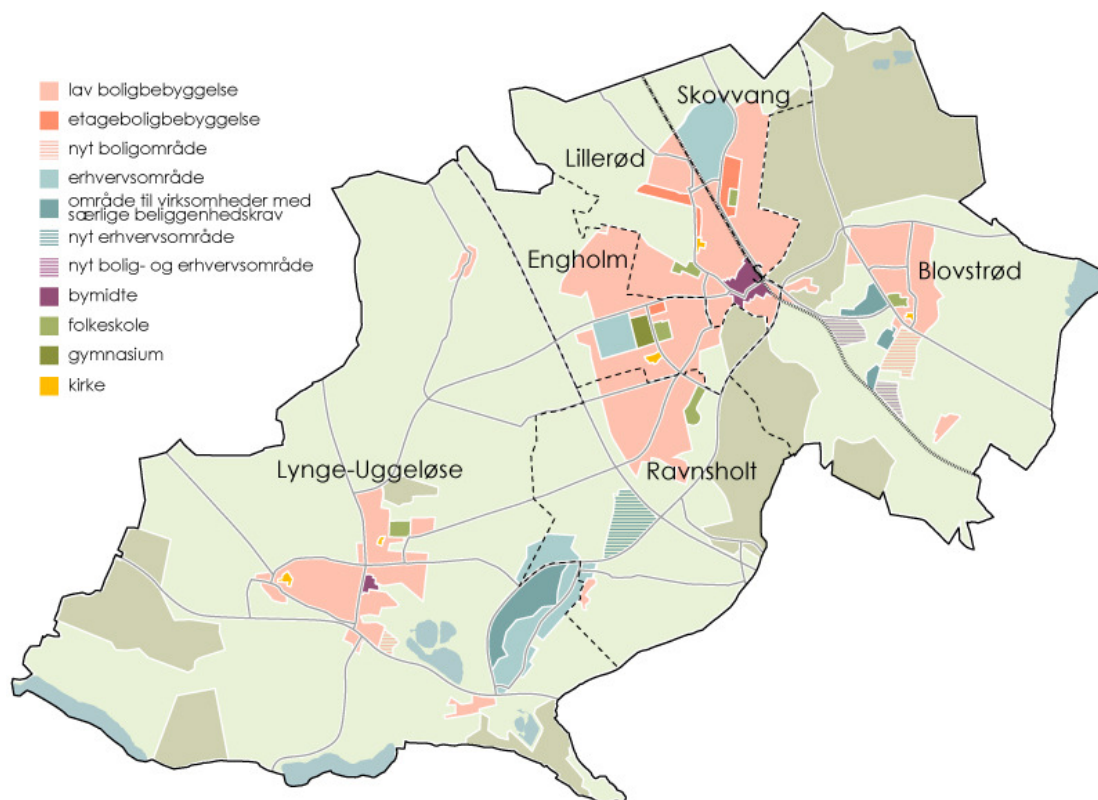 lav boligbebyggelse
etageboligbebyggelse
nyt boligområde
erhvervsområde
område til virksomheder med
særlige beliggenhedskrav
nyt erhvervsområde
nyt bolig- og erhvervsområde
bymidte
folkeskole
gymnasium
kirke
Skovvang
Lillerød
Engholm
Blovstrød
Lynge-Uggeløse
Ravnsholt